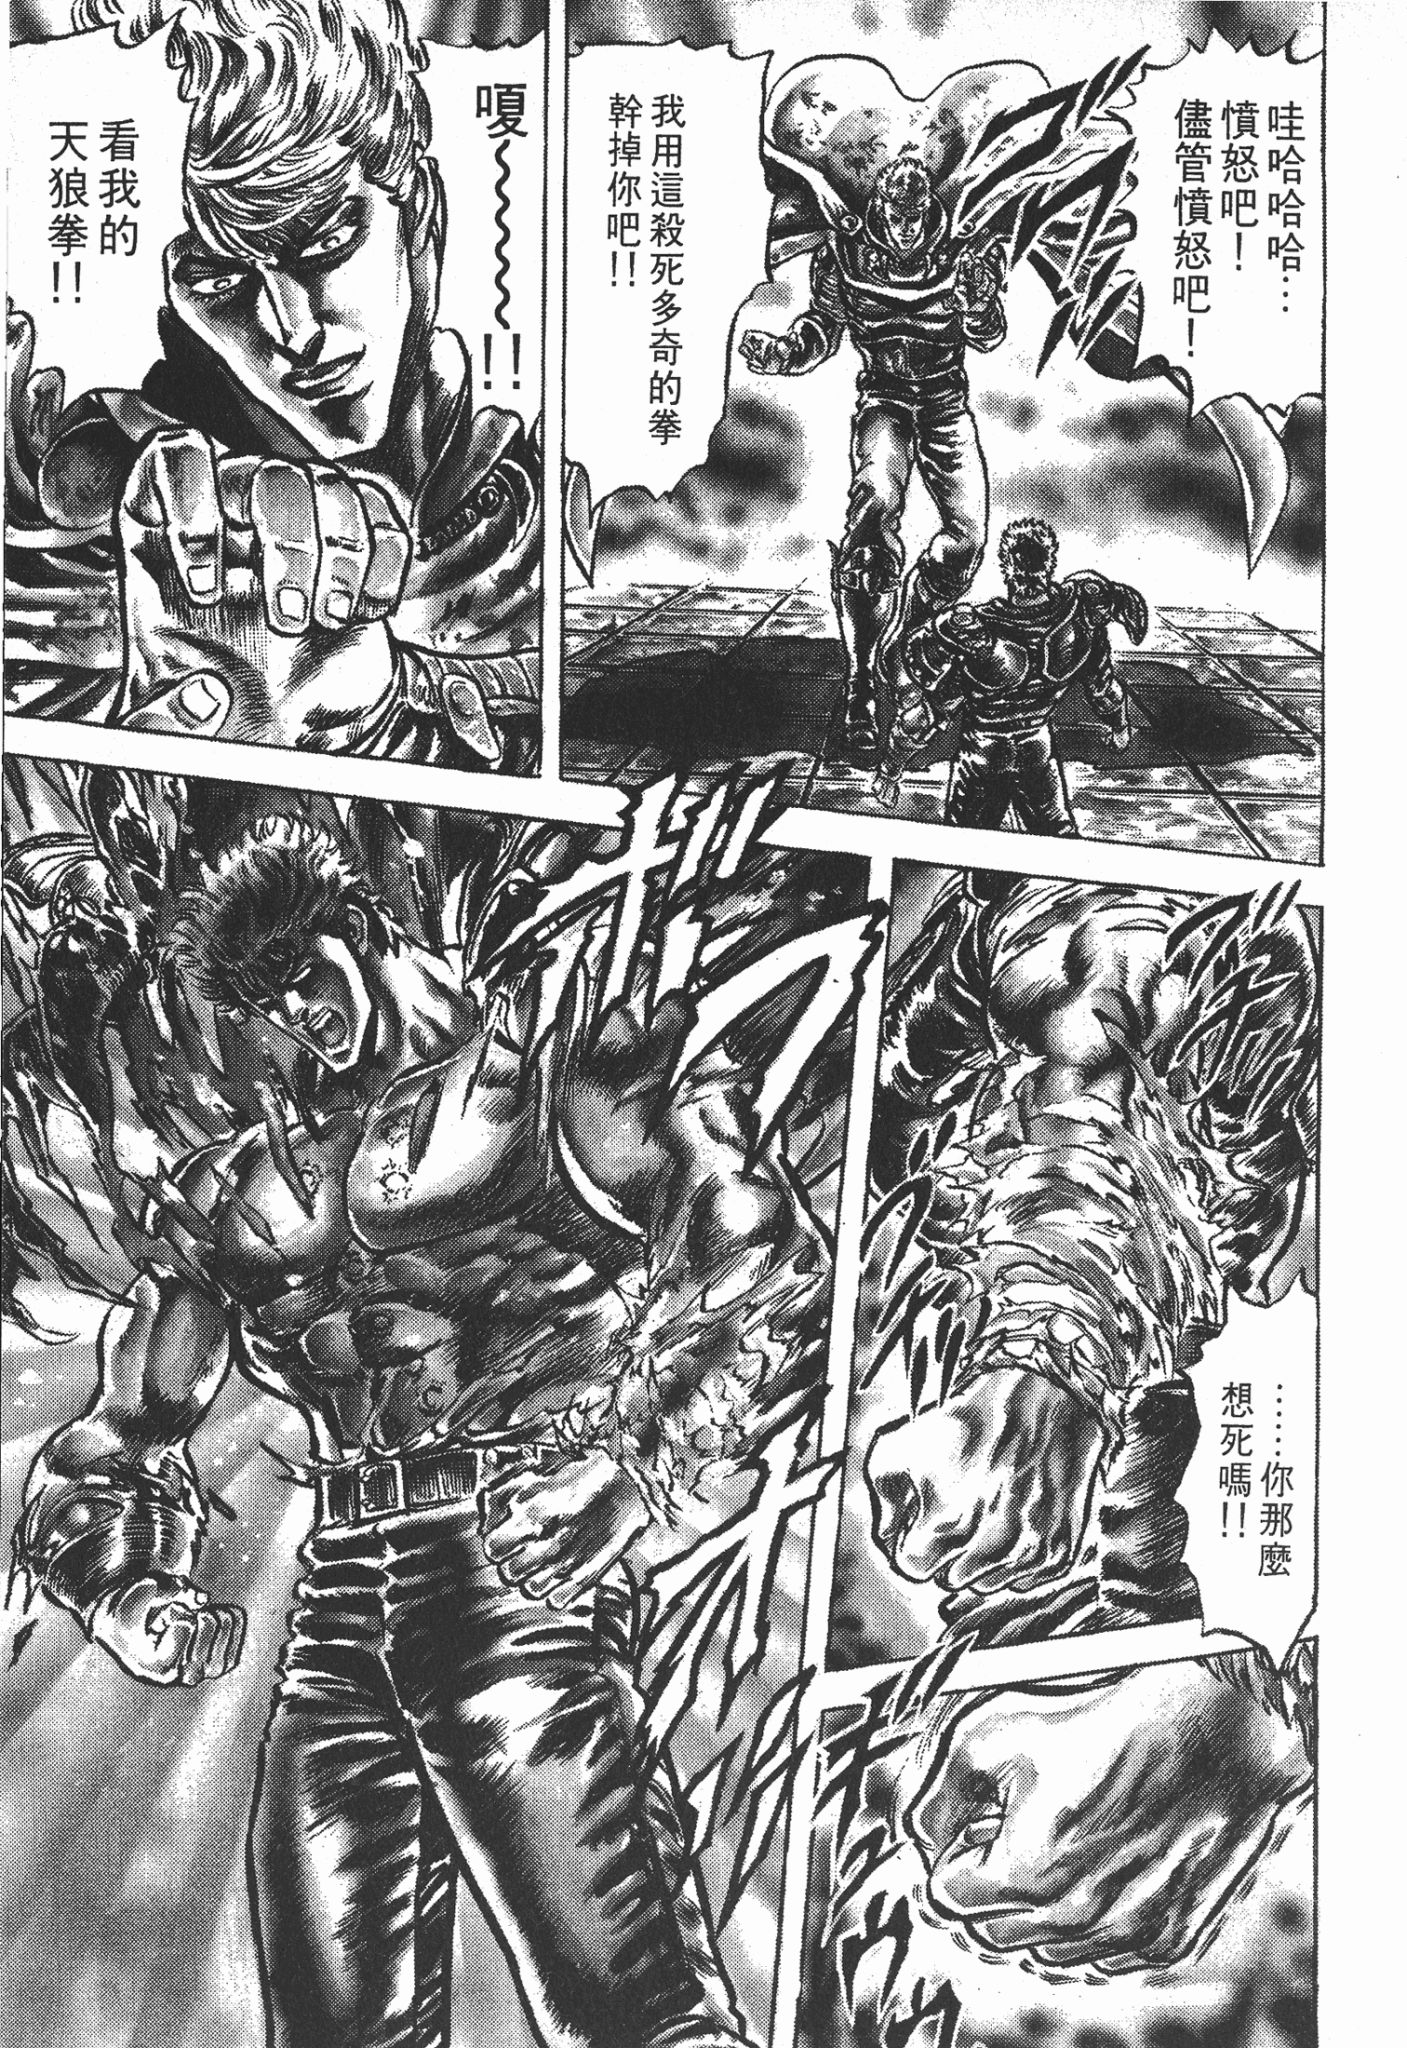 哇哈哈哈…
憤怒吧！
儘管憤怒吧！
我用這殺死多奇的拳
幹掉你吧!!
嗄～～～!!
看我的
天狼拳!!
……你那麼
想死嗎!!